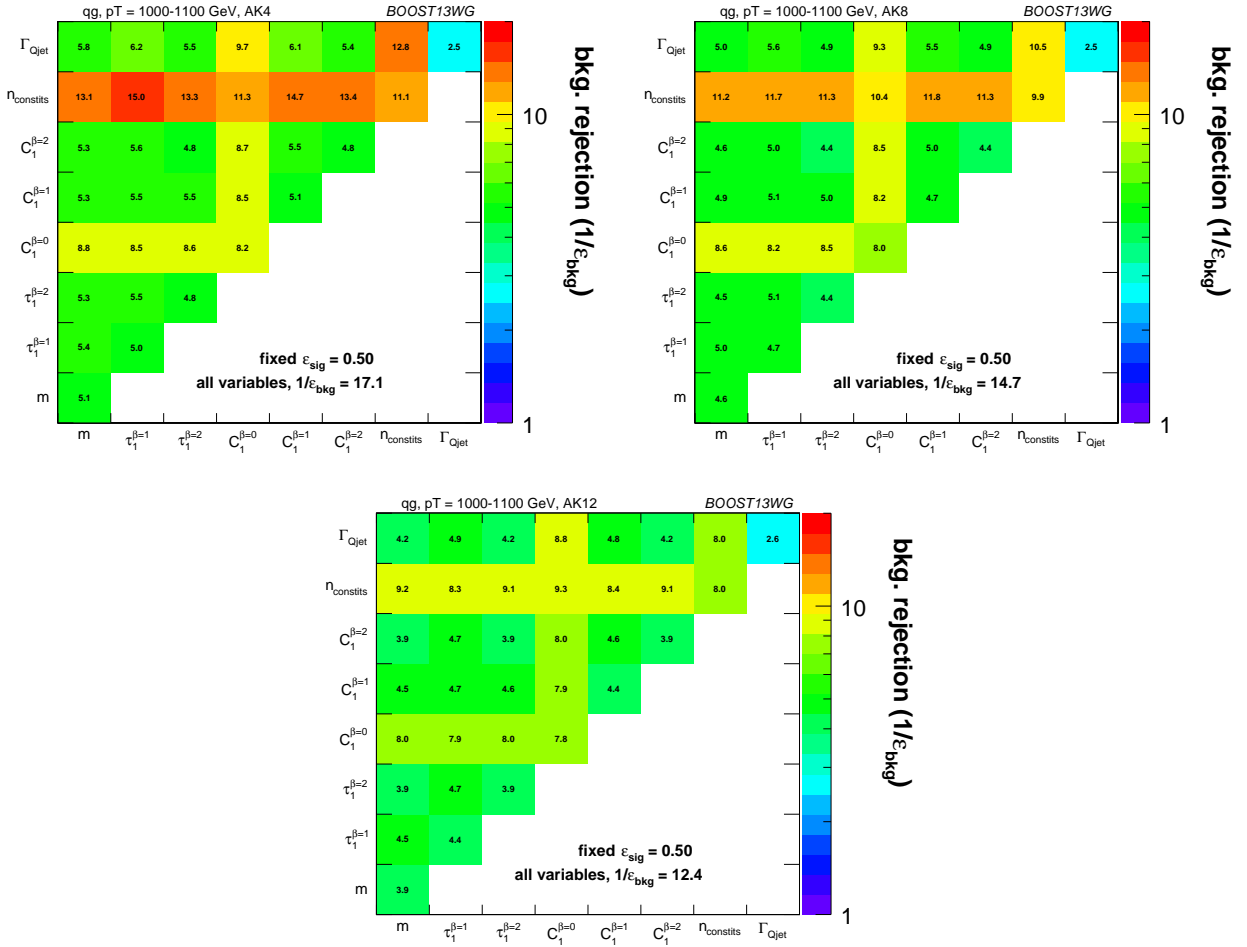 qg, pT = 1000-1100 GeV, AK4 BOOST13WG
Γ_Qjet 5.8 6.2 5.5 9.7 6.1 5.4 12.8 2.5
n_constits 13.1 15.0 13.3 11.3 14.7 13.4 11.1
C_1^{β=2} 5.3 5.6 4.8 8.7 5.5 4.8
C_1^{β=1} 5.3 5.5 5.5 8.5 5.1
C_1^{β=0} 8.8 8.5 8.6 8.2
τ_1^{β=2} 5.3 5.5 4.8
τ_1^{β=1} 5.4 5.0
m 5.1
fixed ε_sig = 0.50
all variables, 1/ε_bkg = 17.1
m τ_1^{β=1} τ_1^{β=2} C_1^{β=0} C_1^{β=1} C_1^{β=2} n_constits Γ_Qjet
10
1
bkg. rejection (1/ε_bkg)
qg, pT = 1000-1100 GeV, AK8 BOOST13WG
Γ_Qjet 5.0 5.6 4.9 9.3 5.5 4.9 10.5 2.5
n_constits 11.2 11.7 11.3 10.4 11.8 11.3 9.9
C_1^{β=2} 4.6 5.0 4.4 8.5 5.0 4.4
C_1^{β=1} 4.9 5.1 5.0 8.2 4.7
C_1^{β=0} 8.6 8.2 8.5 8.0
τ_1^{β=2} 4.5 5.1 4.4
τ_1^{β=1} 5.0 4.7
m 4.6
fixed ε_sig = 0.50
all variables, 1/ε_bkg = 14.7
m τ_1^{β=1} τ_1^{β=2} C_1^{β=0} C_1^{β=1} C_1^{β=2} n_constits Γ_Qjet
10
1
bkg. rejection (1/ε_bkg)
qg, pT = 1000-1100 GeV, AK12 BOOST13WG
Γ_Qjet 4.2 4.9 4.2 8.8 4.8 4.2 8.0 2.6
n_constits 9.2 8.3 9.1 9.3 8.4 9.1 8.0
C_1^{β=2} 3.9 4.7 3.9 8.0 4.6 3.9
C_1^{β=1} 4.5 4.7 4.6 7.9 4.4
C_1^{β=0} 8.0 7.9 8.0 7.8
τ_1^{β=2} 3.9 4.7 3.9
τ_1^{β=1} 4.5 4.4
m 3.9
fixed ε_sig = 0.50
all variables, 1/ε_bkg = 12.4
m τ_1^{β=1} τ_1^{β=2} C_1^{β=0} C_1^{β=1} C_1^{β=2} n_constits Γ_Qjet
10
1
bkg. rejection (1/ε_bkg)